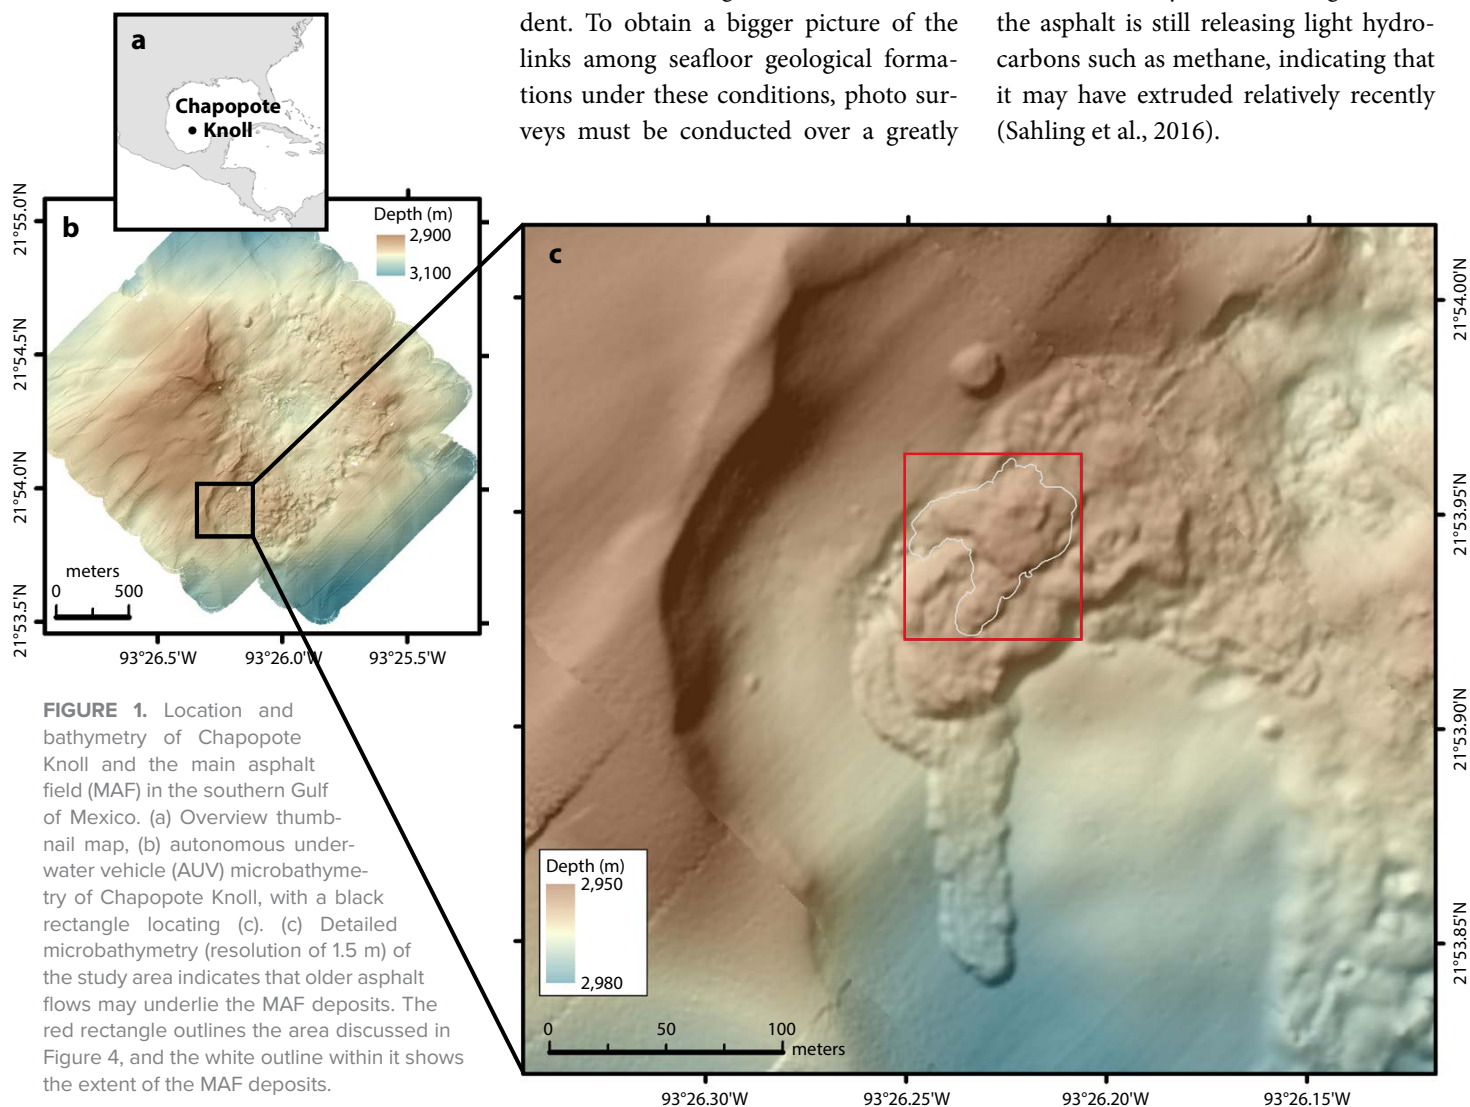 dent. To obtain a bigger picture of the
links among seafloor geological forma-
tions under these conditions, photo sur-
veys must be conducted over a greatly
the asphalt is still releasing light hydro-
carbons such as methane, indicating that
it may have extruded relatively recently
(Sahling et al., 2016).
a
Chapopote
Knoll
b
Depth (m)
2,900
3,100
21°55.0'N
21°54.5'N
21°54.0'N
21°53.5'N
meters
0 500
93°26.5'W 93°26.0'W 93°25.5'W
c
21°54.00'N
21°53.95'N
21°53.90'N
21°53.85'N
Depth (m)
2,950
2,980
0 50 100
meters
93°26.30'W 93°26.25'W 93°26.20'W 93°26.15'W
FIGURE 1. Location and
bathymetry of Chapopote
Knoll and the main asphalt
field (MAF) in the southern Gulf
of Mexico. (a) Overview thumb-
nail map, (b) autonomous under-
water vehicle (AUV) microbathyme-
try of Chapopote Knoll, with a black
rectangle locating (c). (c) Detailed
microbathymetry (resolution of 1.5 m) of
the study area indicates that older asphalt
flows may underlie the MAF deposits. The
red rectangle outlines the area discussed in
Figure 4, and the white outline within it shows
the extent of the MAF deposits.